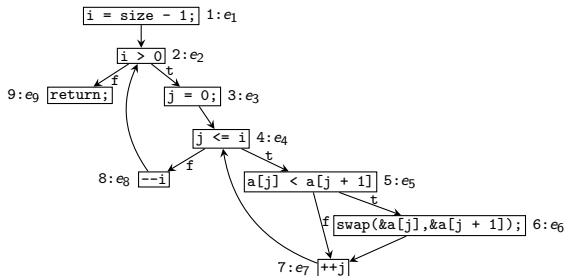 i = size - 1; 1:e₁
i > 0 2:e₂
f t
9:e₉ return; j = 0; 3:e₃
j <= i 4:e₄
f t
8:e₈ --i a[j] < a[j + 1] 5:e₅
f t
swap(&a[j],&a[j + 1]); 6:e₆
7:e₇ ++j